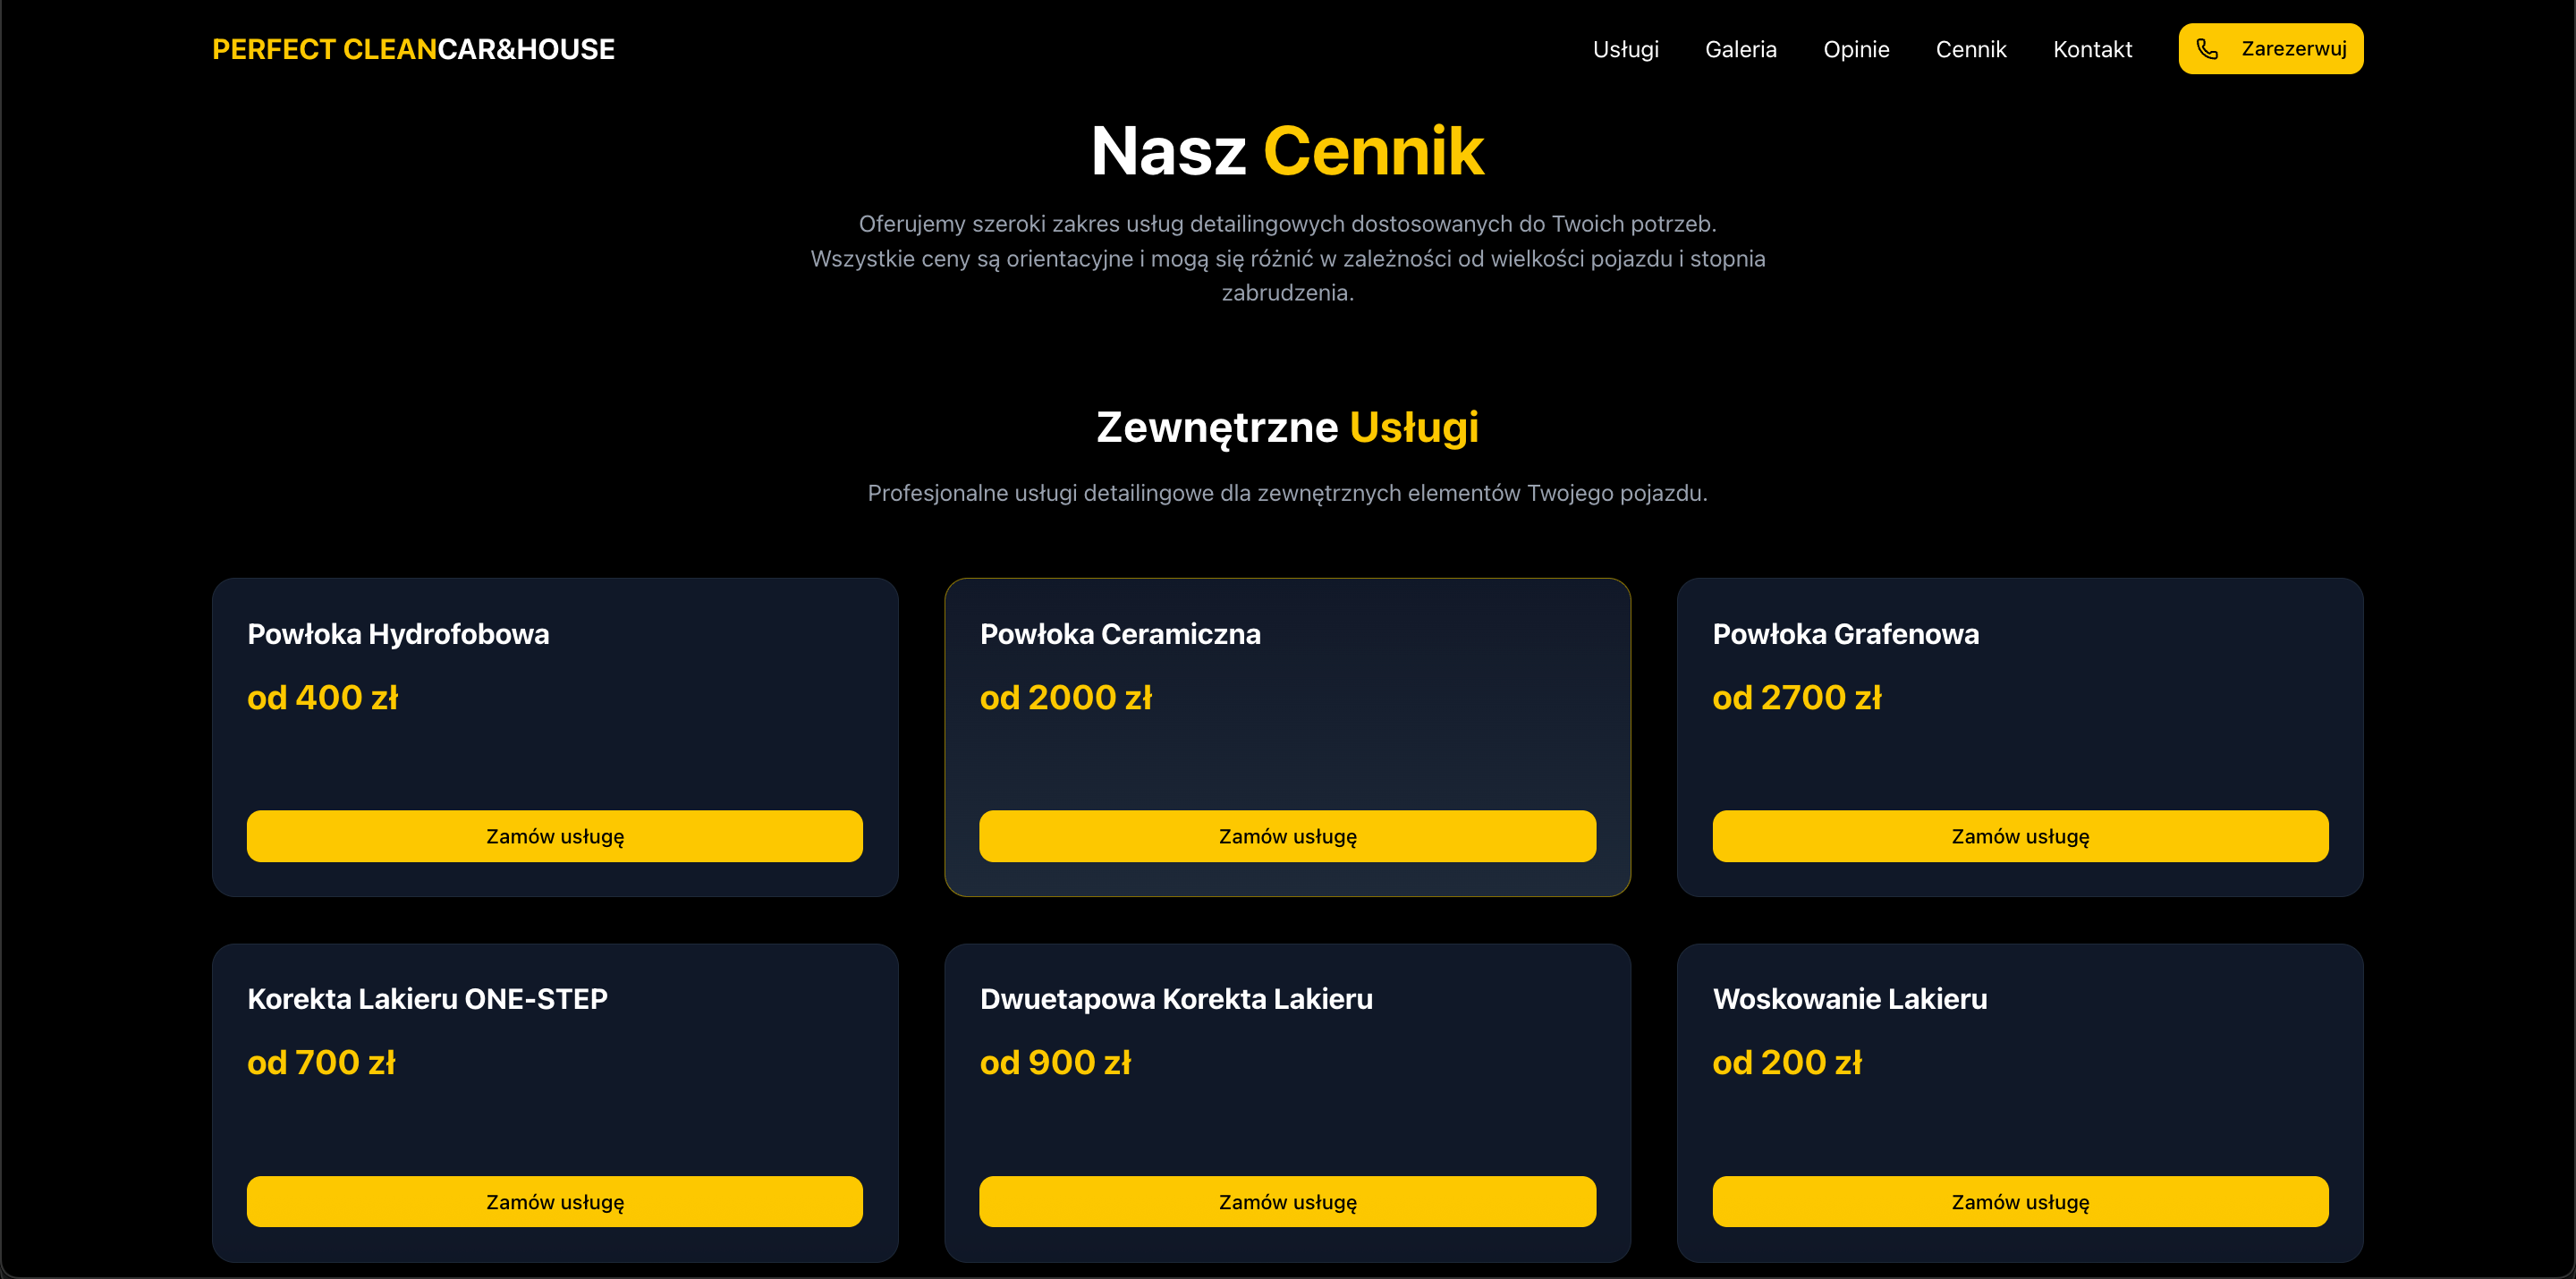 PERFECT CLEANCAR&HOUSE
Usługi
Galeria
Opinie
Cennik
Kontakt
Zarezerwuj
Nasz Cennik
Oferujemy szeroki zakres usług detailingowych dostosowanych do Twoich potrzeb.
Wszystkie ceny są orientacyjne i mogą się różnić w zależności od wielkości pojazdu i stopnia
zabrudzenia.
Zewnętrzne Usługi
Profesjonalne usługi detailingowe dla zewnętrznych elementów Twojego pojazdu.
Powłoka Hydrofobowa
od 400 zł
Zamów usługę
Powłoka Ceramiczna
od 2000 zł
Zamów usługę
Powłoka Grafenowa
od 2700 zł
Zamów usługę
Korekta Lakieru ONE-STEP
od 700 zł
Zamów usługę
Dwuetapowa Korekta Lakieru
od 900 zł
Zamów usługę
Woskowanie Lakieru
od 200 zł
Zamów usługę